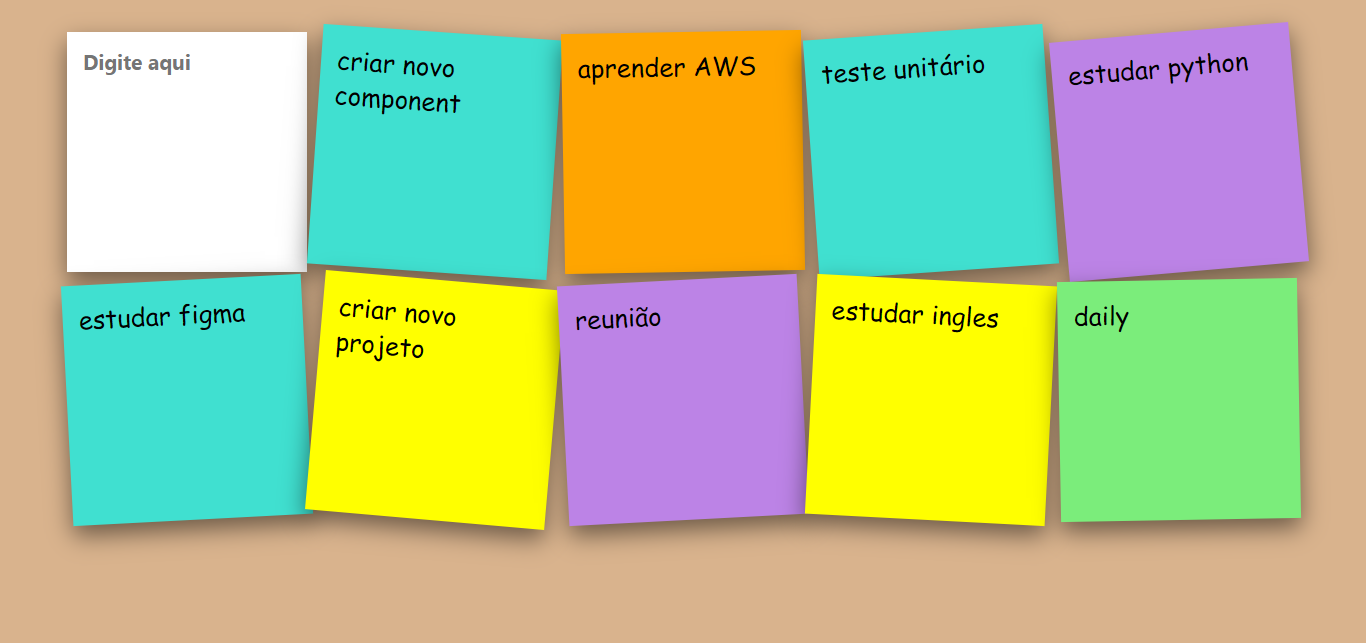 Digite aqui
criar novo
component
aprender AWS
teste unitário
estudar python
estudar figma
criar novo
projeto
reunião
estudar ingles
daily